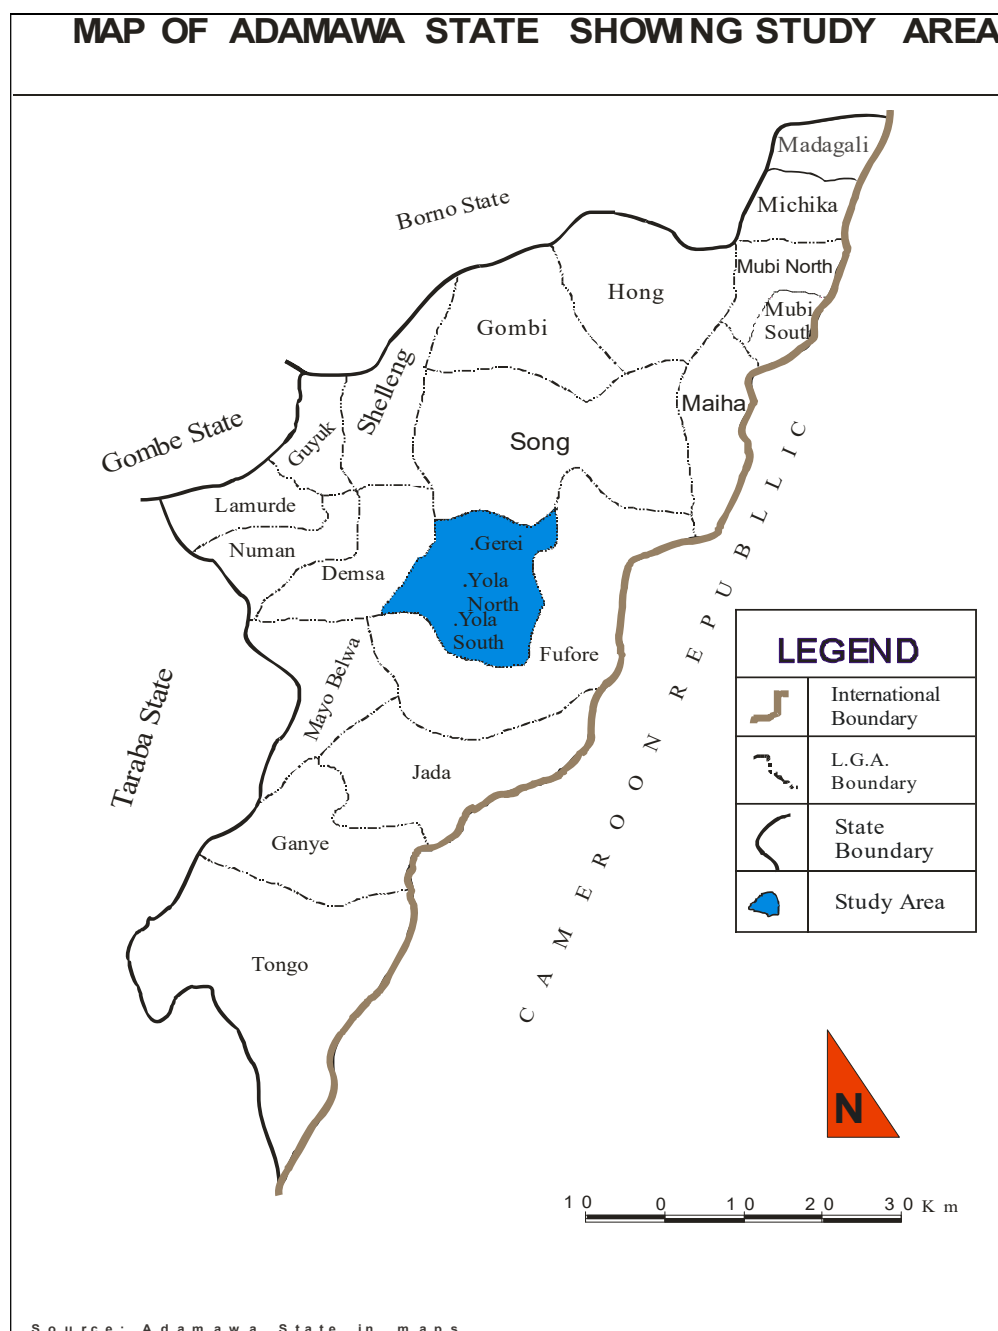 MAP OF ADAMAWA STATE SHOWING STUDY AREA
Madagali
Michika
Borno State
Mubi North
Hong
Mubi
South
Gombi
Shelleng
Maiha
Gombe State
Guyuk
Song
CAMEROON REPUBLLIC
Lamurde
Numan
.Gerei
Demsa
.Yola
North
.Yola
South
Fufore
Mayo Belwa
Taraba State
Jada
Ganye
Tongo
LEGEND
International
Boundary
L.G.A.
Boundary
State
Boundary
Study Area
N
10 0 10 20 30 Km
Source: Adamawa State in maps